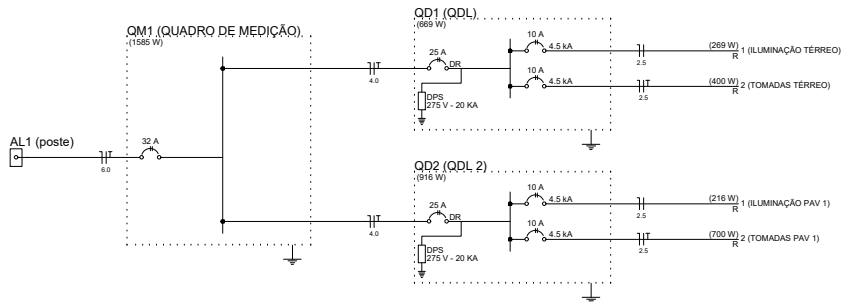 QM1 (QUADRO DE MEDIÇÃO)
(1585 W)
AL1 (poste)
6.0
32 A
4.0
4.0
QD1 (QDL)
(669 W)
25 A
DR
DPS
275 V - 20 KA
10 A
4.5 kA
2.5
(269 W) 1 (ILUMINAÇÃO TÉRREO)
R
10 A
4.5 kA
T
2.5
(400 W) 2 (TOMADAS TÉRREO)
R
QD2 (QDL 2)
(916 W)
25 A
DR
DPS
275 V - 20 KA
10 A
4.5 kA
2.5
(216 W) 1 (ILUMINAÇÃO PAV 1)
R
10 A
4.5 kA
T
2.5
(700 W) 2 (TOMADAS PAV 1)
R